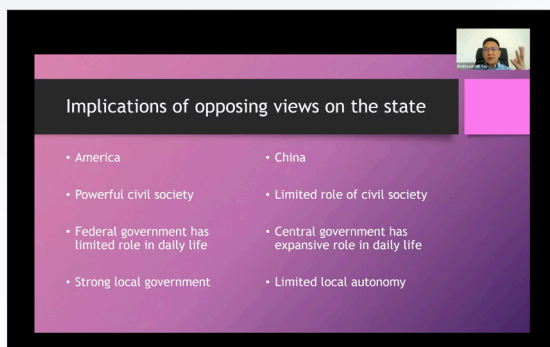 Implications of opposing views on the state
• America
• Powerful civil society
• Federal government has
limited role in daily life
• Strong local government
• China
• Limited role of civil society
• Central government has
expansive role in daily life
• Limited local autonomy